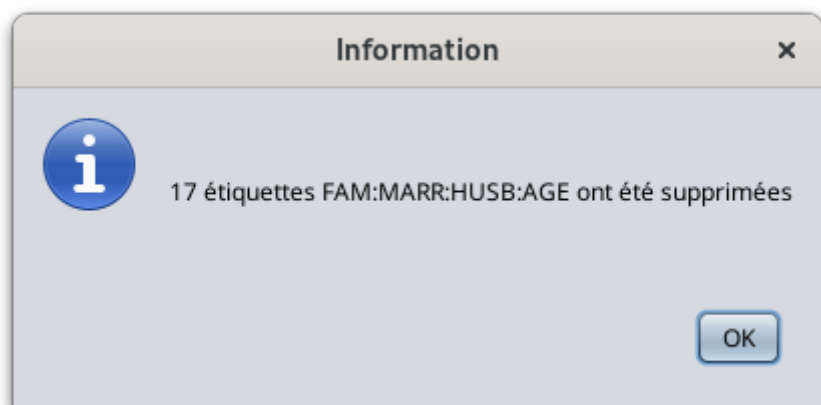 Information
17 étiquettes FAM:MARR:HUSB:AGE ont été supprimées
OK